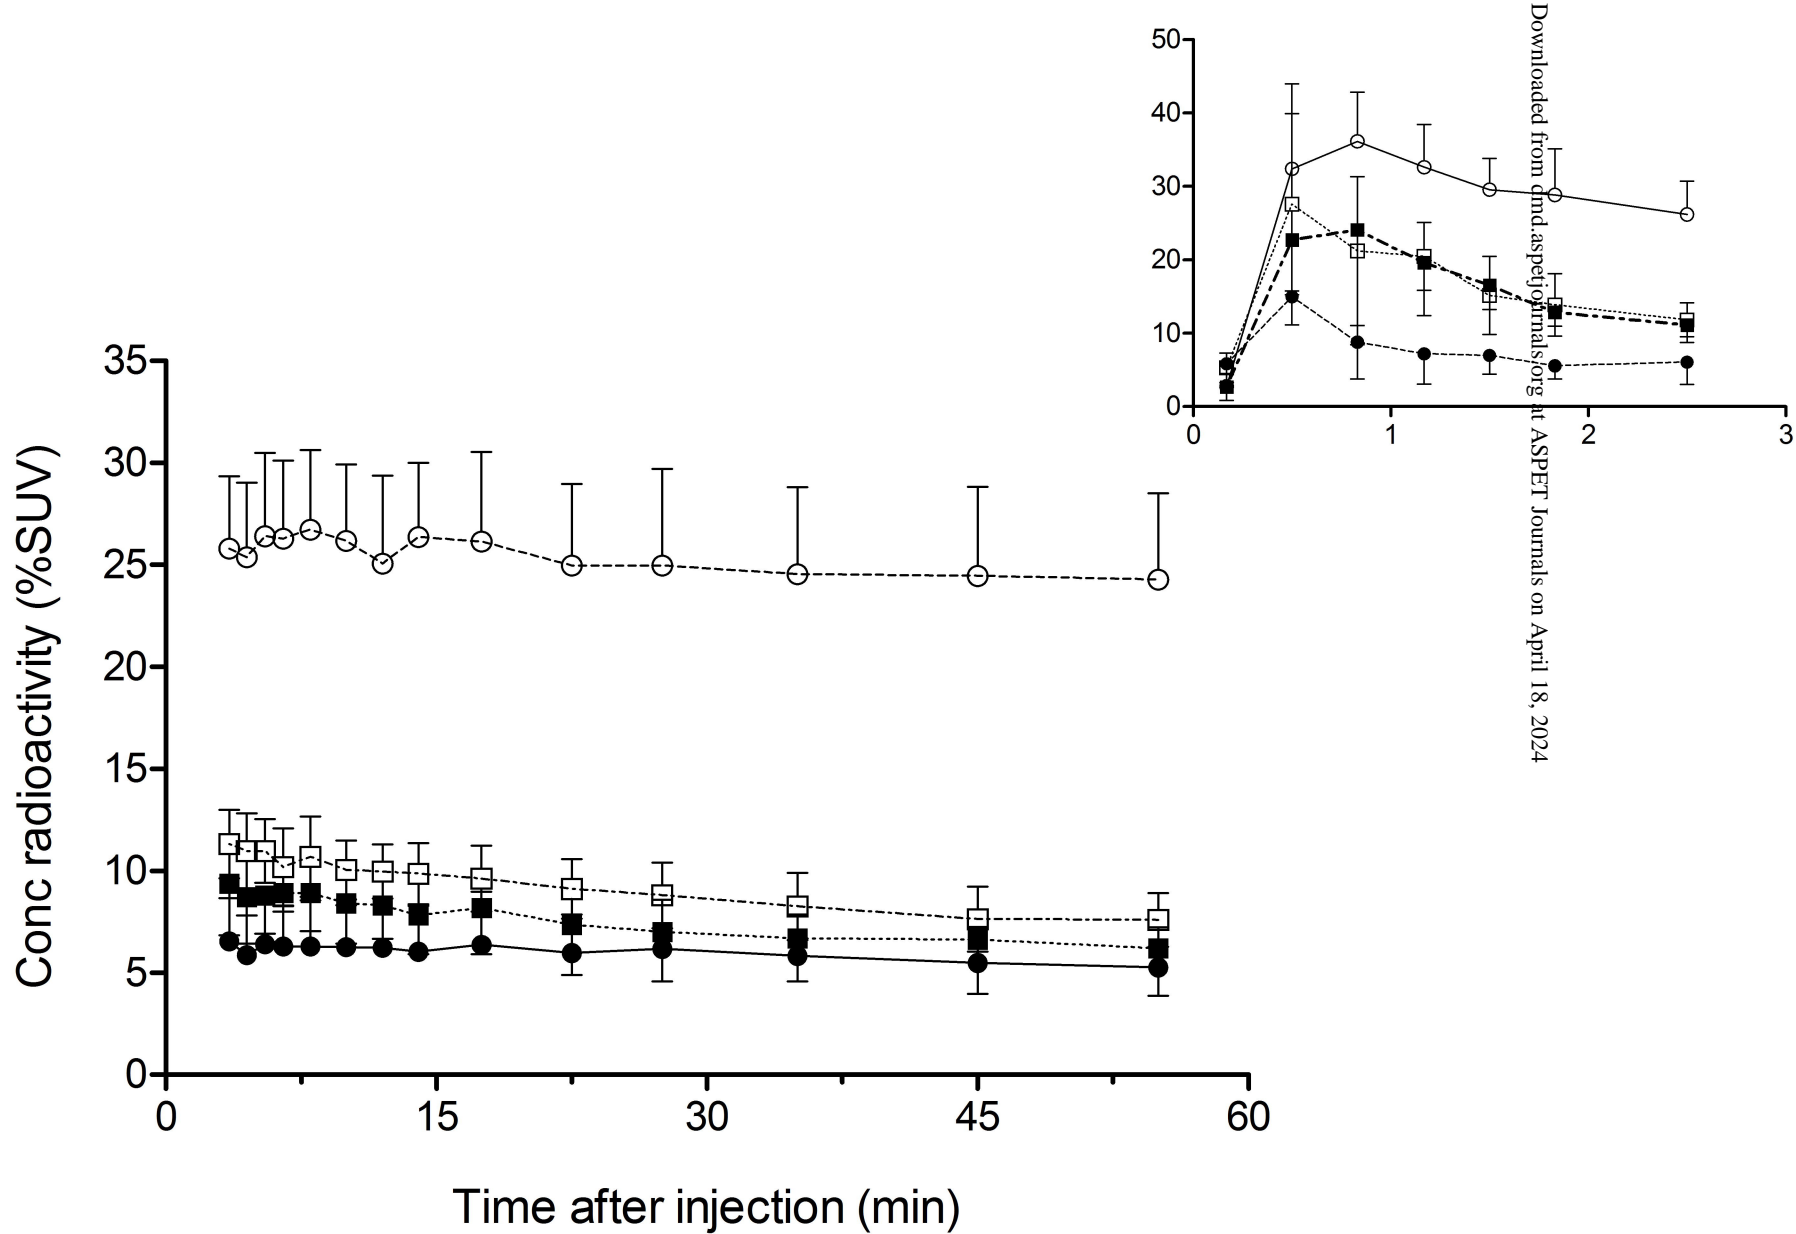 50
40
30
20
10
0
0 1 2 3
Downloaded from dmd.aspetjournals.org at ASPET Journals on April 18, 2024
35
30
25
20
15
10
5
0
Conc radioactivity (%SUV)
0 15 30 45 60
Time after injection (min)